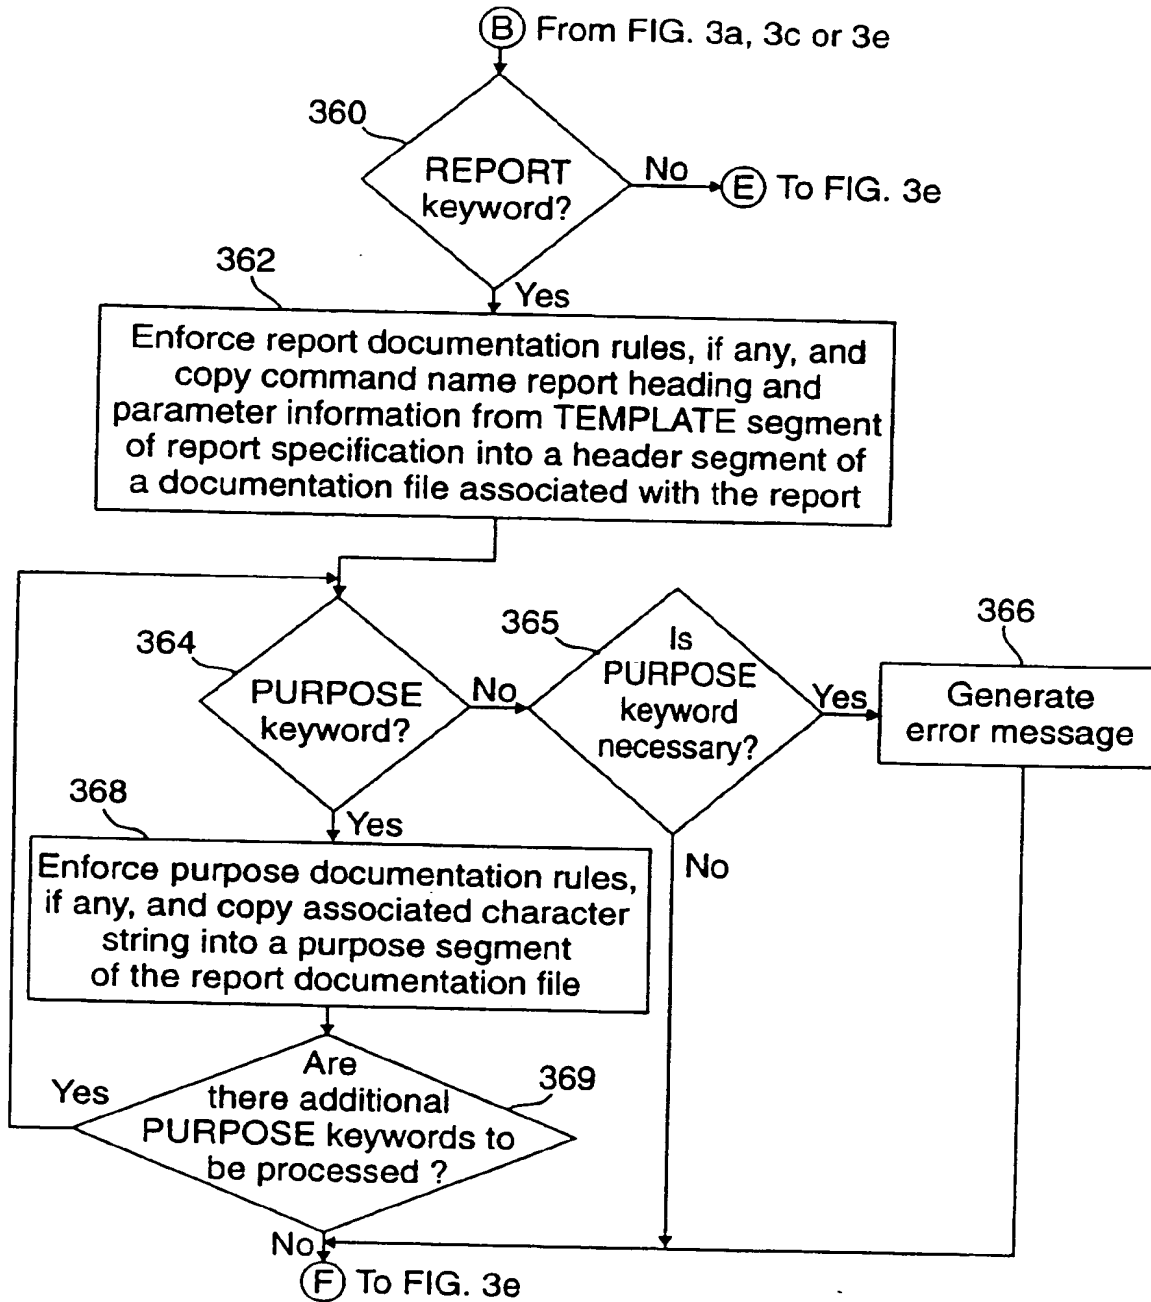 B From FIG. 3a, 3c or 3e
360
REPORT
keyword?
No
E To FIG. 3e
362
Yes
Enforce report documentation rules, if any, and
copy command name report heading and
parameter information from TEMPLATE segment
of report specification into a header segment of
a documentation file associated with the report
364
PURPOSE
keyword?
No
365
Is
PURPOSE
keyword
necessary?
Yes
366
Generate
error message
368
Yes
No
Enforce purpose documentation rules,
if any, and copy associated character
string into a purpose segment
of the report documentation file
Yes
Are
there additional
PURPOSE keywords to
be processed ?
369
No
F To FIG. 3e